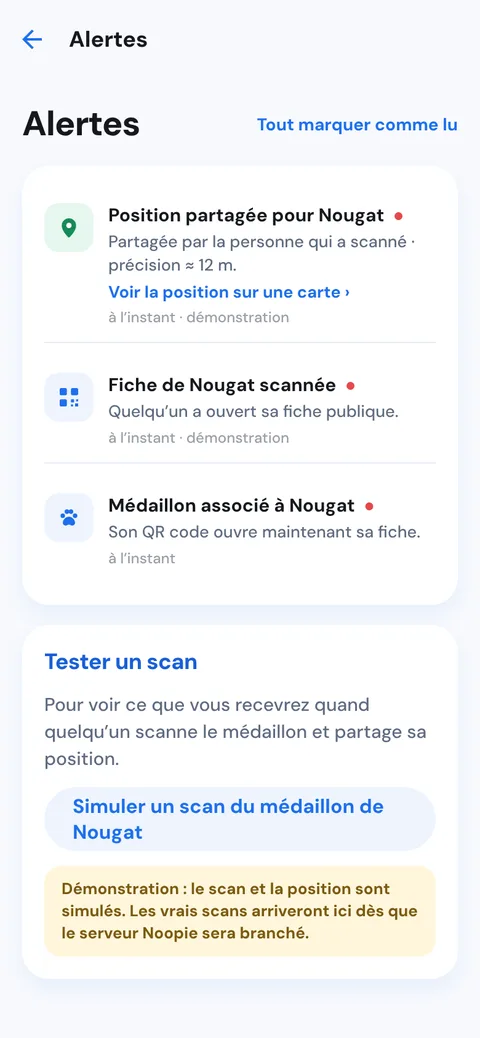 Alertes
Alertes
Tout marquer comme lu
Position partagée pour Nougat
Partagée par la personne qui a scanné ·
précision ≈ 12 m.
Voir la position sur une carte ›
à l’instant · démonstration
Fiche de Nougat scannée
Quelqu’un a ouvert sa fiche publique.
à l’instant · démonstration
Médaillon associé à Nougat
Son QR code ouvre maintenant sa fiche.
à l’instant
Tester un scan
Pour voir ce que vous recevrez quand
quelqu’un scanne le médaillon et partage sa
position.
Simuler un scan du médaillon de
Nougat
Démonstration : le scan et la position sont
simulés. Les vrais scans arriveront ici dès que
le serveur Noopie sera branché.